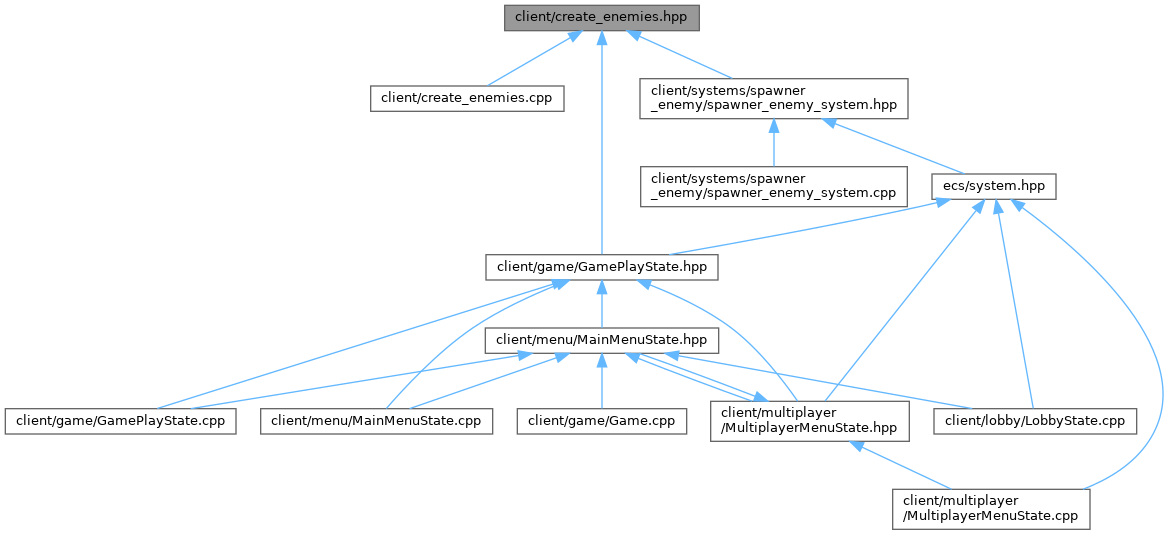 client/create_enemies.hpp
client/create_enemies.cpp
client/systems/spawner
_enemy/spawner_enemy_system.hpp
client/systems/spawner
_enemy/spawner_enemy_system.cpp
ecs/system.hpp
client/game/GamePlayState.hpp
client/menu/MainMenuState.hpp
client/game/GamePlayState.cpp
client/menu/MainMenuState.cpp
client/game/Game.cpp
client/multiplayer
/MultiplayerMenuState.hpp
client/lobby/LobbyState.cpp
client/multiplayer
/MultiplayerMenuState.cpp